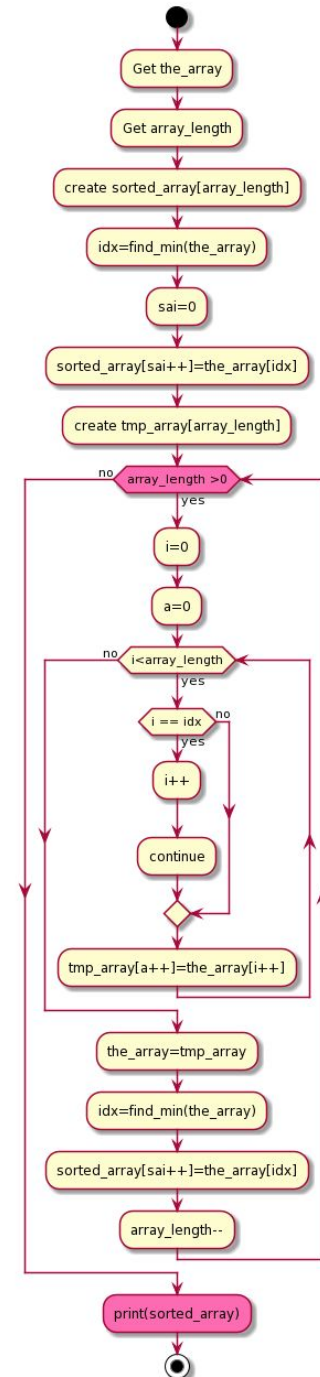 Get the_array
Get array_length
create sorted_array[array_length]
idx=find_min(the_array)
sai=0
sorted_array[sai++]=the_array[idx]
create tmp_array[array_length]
no
array_length >0
yes
i=0
a=0
no
i<array_length
yes
i == idx
no
yes
i++
continue
tmp_array[a++]=the_array[i++]
the_array=tmp_array
idx=find_min(the_array)
sorted_array[sai++]=the_array[idx]
array_length--
print(sorted_array)